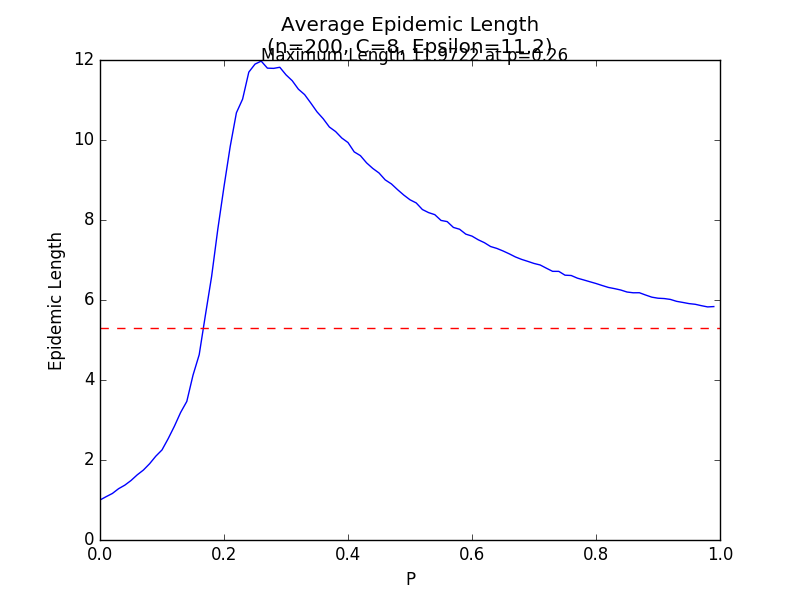 Average Epidemic Length
(n=200, C=8, Epsilon=11.2)
Maximum Length 11.9722 at p=0.26
12
10
8
6
4
2
0
Epidemic Length
0.0 0.2 0.4 0.6 0.8 1.0
P